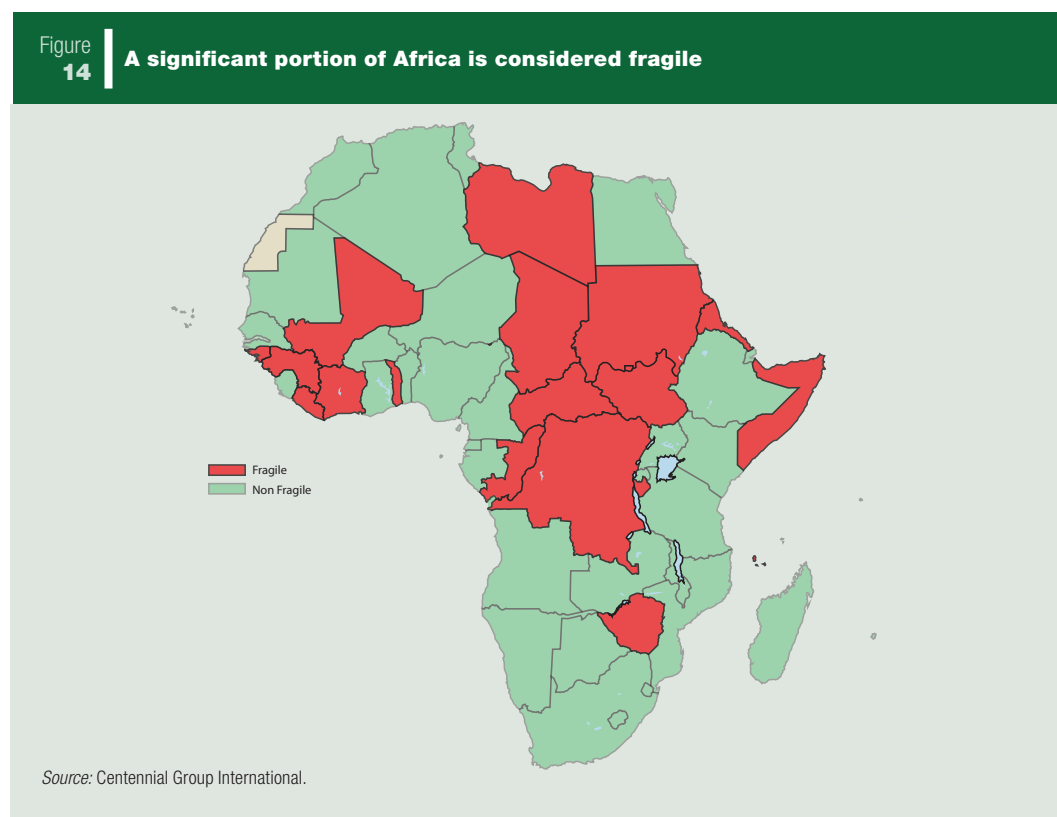 Figure
14
A significant portion of Africa is considered fragile
Fragile
Non Fragile
Source: Centennial Group International.